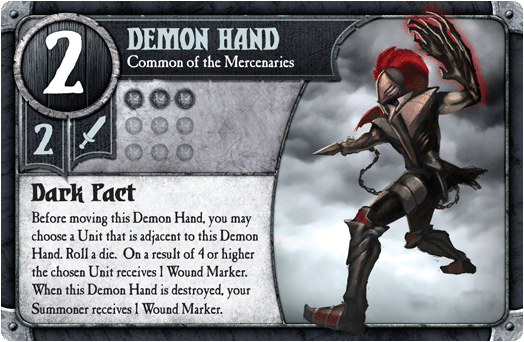 2
DEMON HAND
Common of the Mercenaries
2
Dark Pact
Before moving this Demon Hand, you may
choose a Unit that is adjacent to this Demon
Hand. Roll a die. On a result of 4 or higher
the chosen Unit receives 1 Wound Marker.
When this Demon Hand is destroyed, your
Summoner receives 1 Wound Marker.